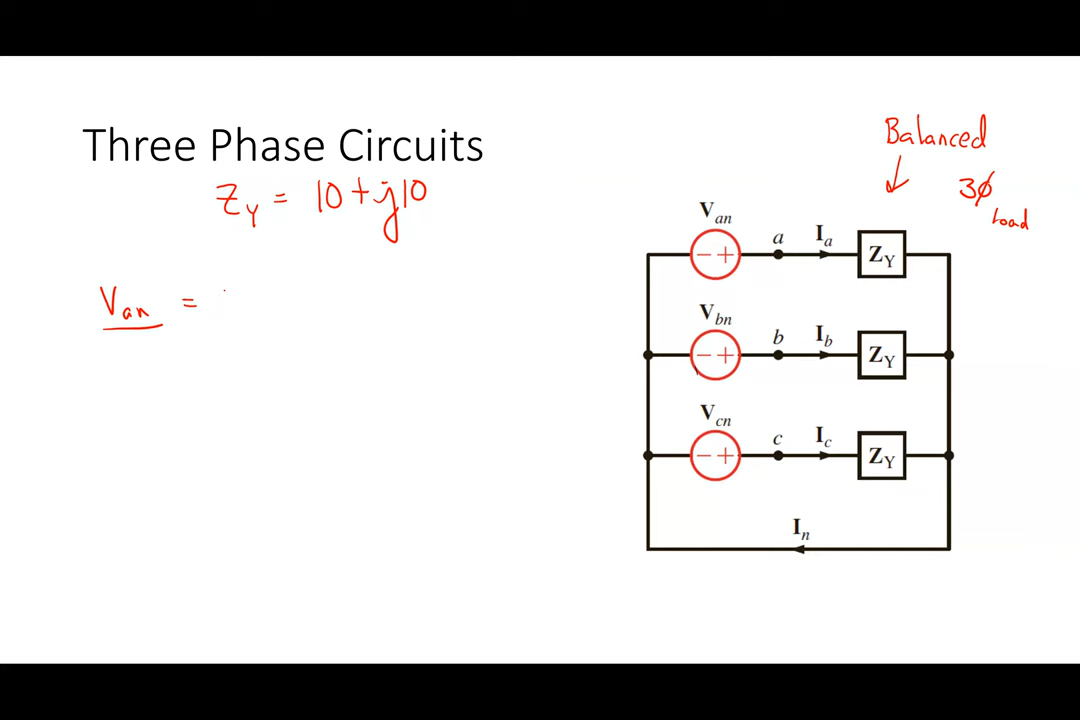 Three Phase Circuits
Z_Y = 10 + j10
V_an =
Balanced
3ϕ
Load
V_an
− +
a
I_a
Z_Y
V_bn
− +
b
I_b
Z_Y
V_cn
− +
c
I_c
Z_Y
I_n